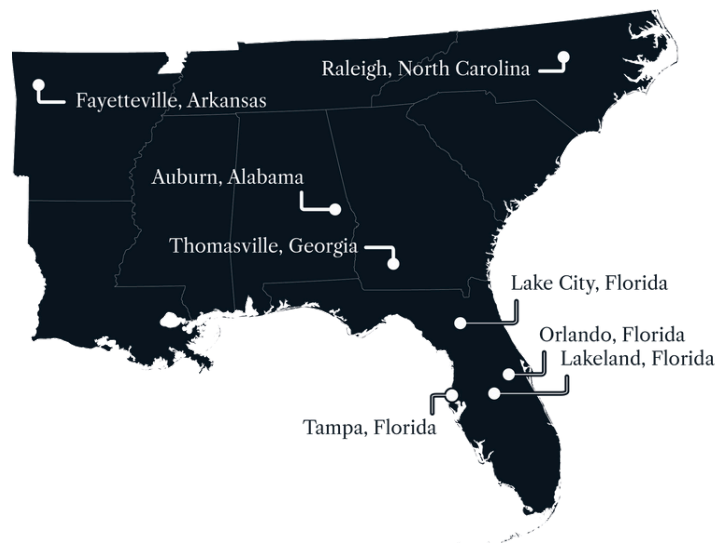 Raleigh, North Carolina
Fayetteville, Arkansas
Auburn, Alabama
Thomasville, Georgia
Lake City, Florida
Orlando, Florida
Lakeland, Florida
Tampa, Florida